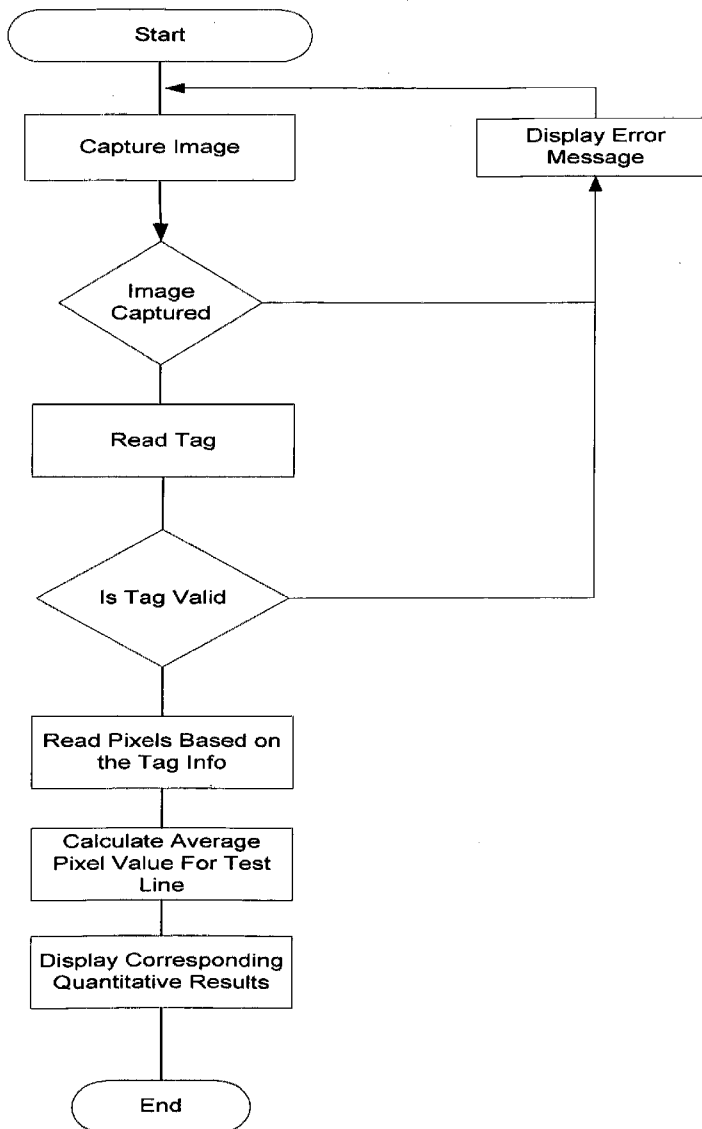 Start
Capture Image
Display Error
Message
Image
Captured
Read Tag
Is Tag Valid
Read Pixels Based on
the Tag Info
Calculate Average
Pixel Value For Test
Line
Display Corresponding
Quantitative Results
End